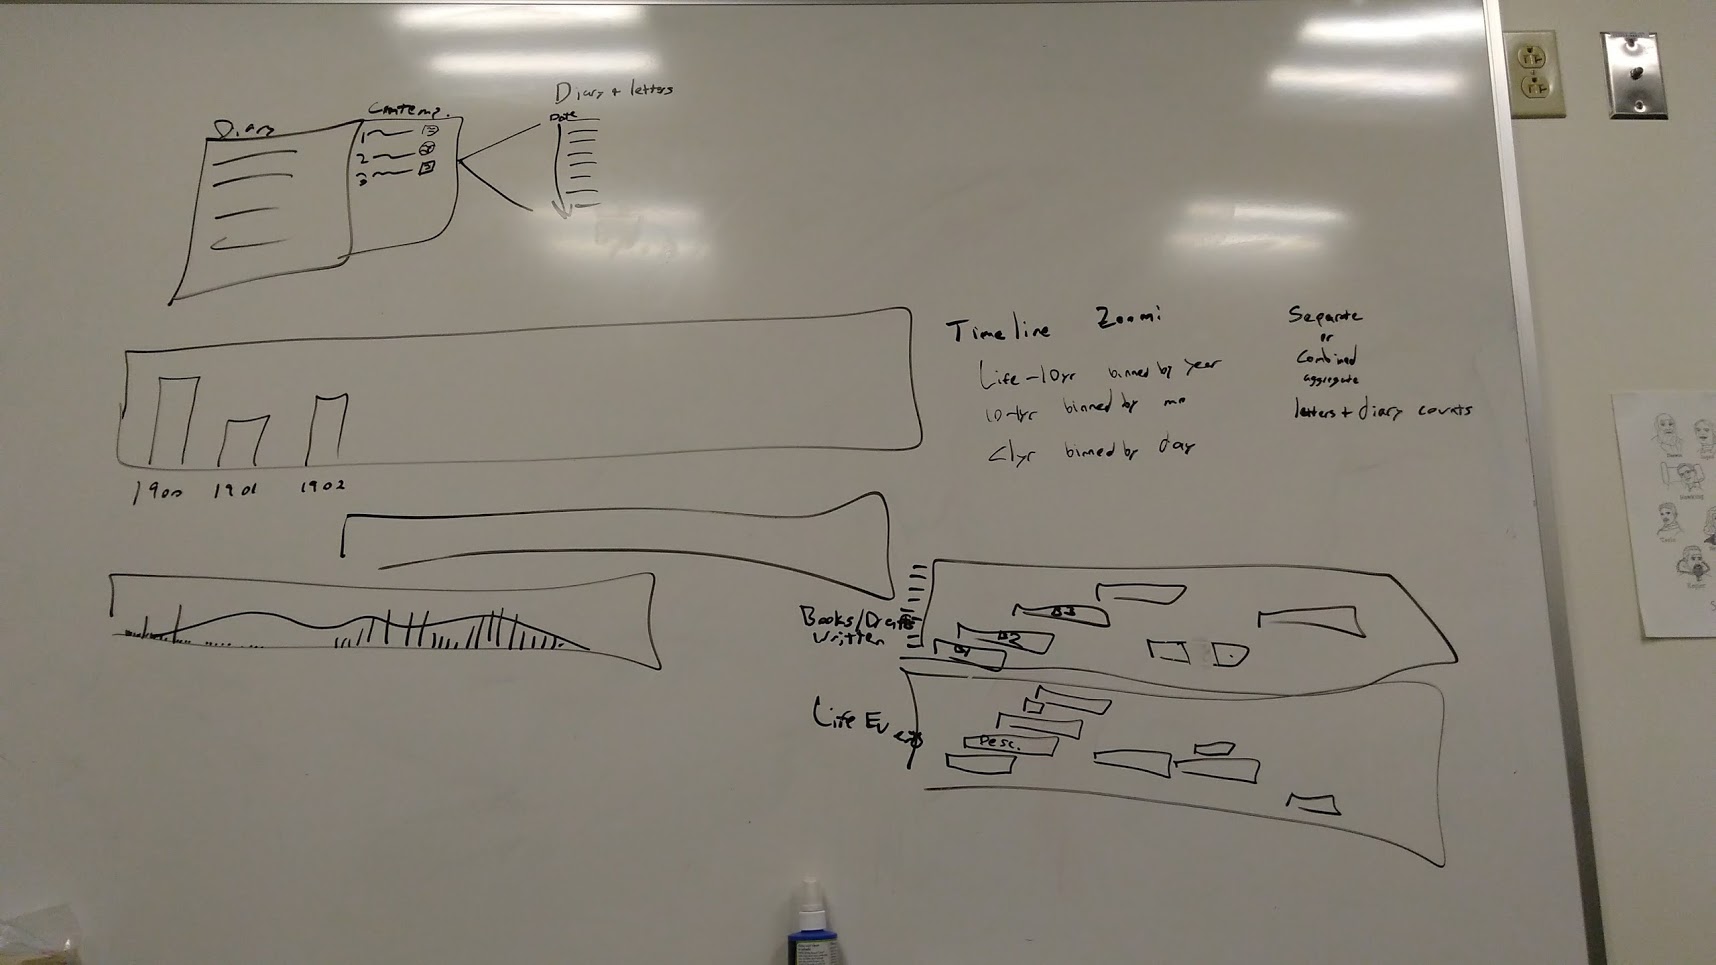 Diary
Contemp.
1
2
3
Diary + letters
Date
1900 1901 1902
Timeline Zoom:
Life - 10yr binned by year
10-1yr binned by mn
<1yr binned by day
Separate
or
Combined
aggregate
letters + diary counts
Books/Drafts
written
B1
B2
B3
Life Events
Desc.